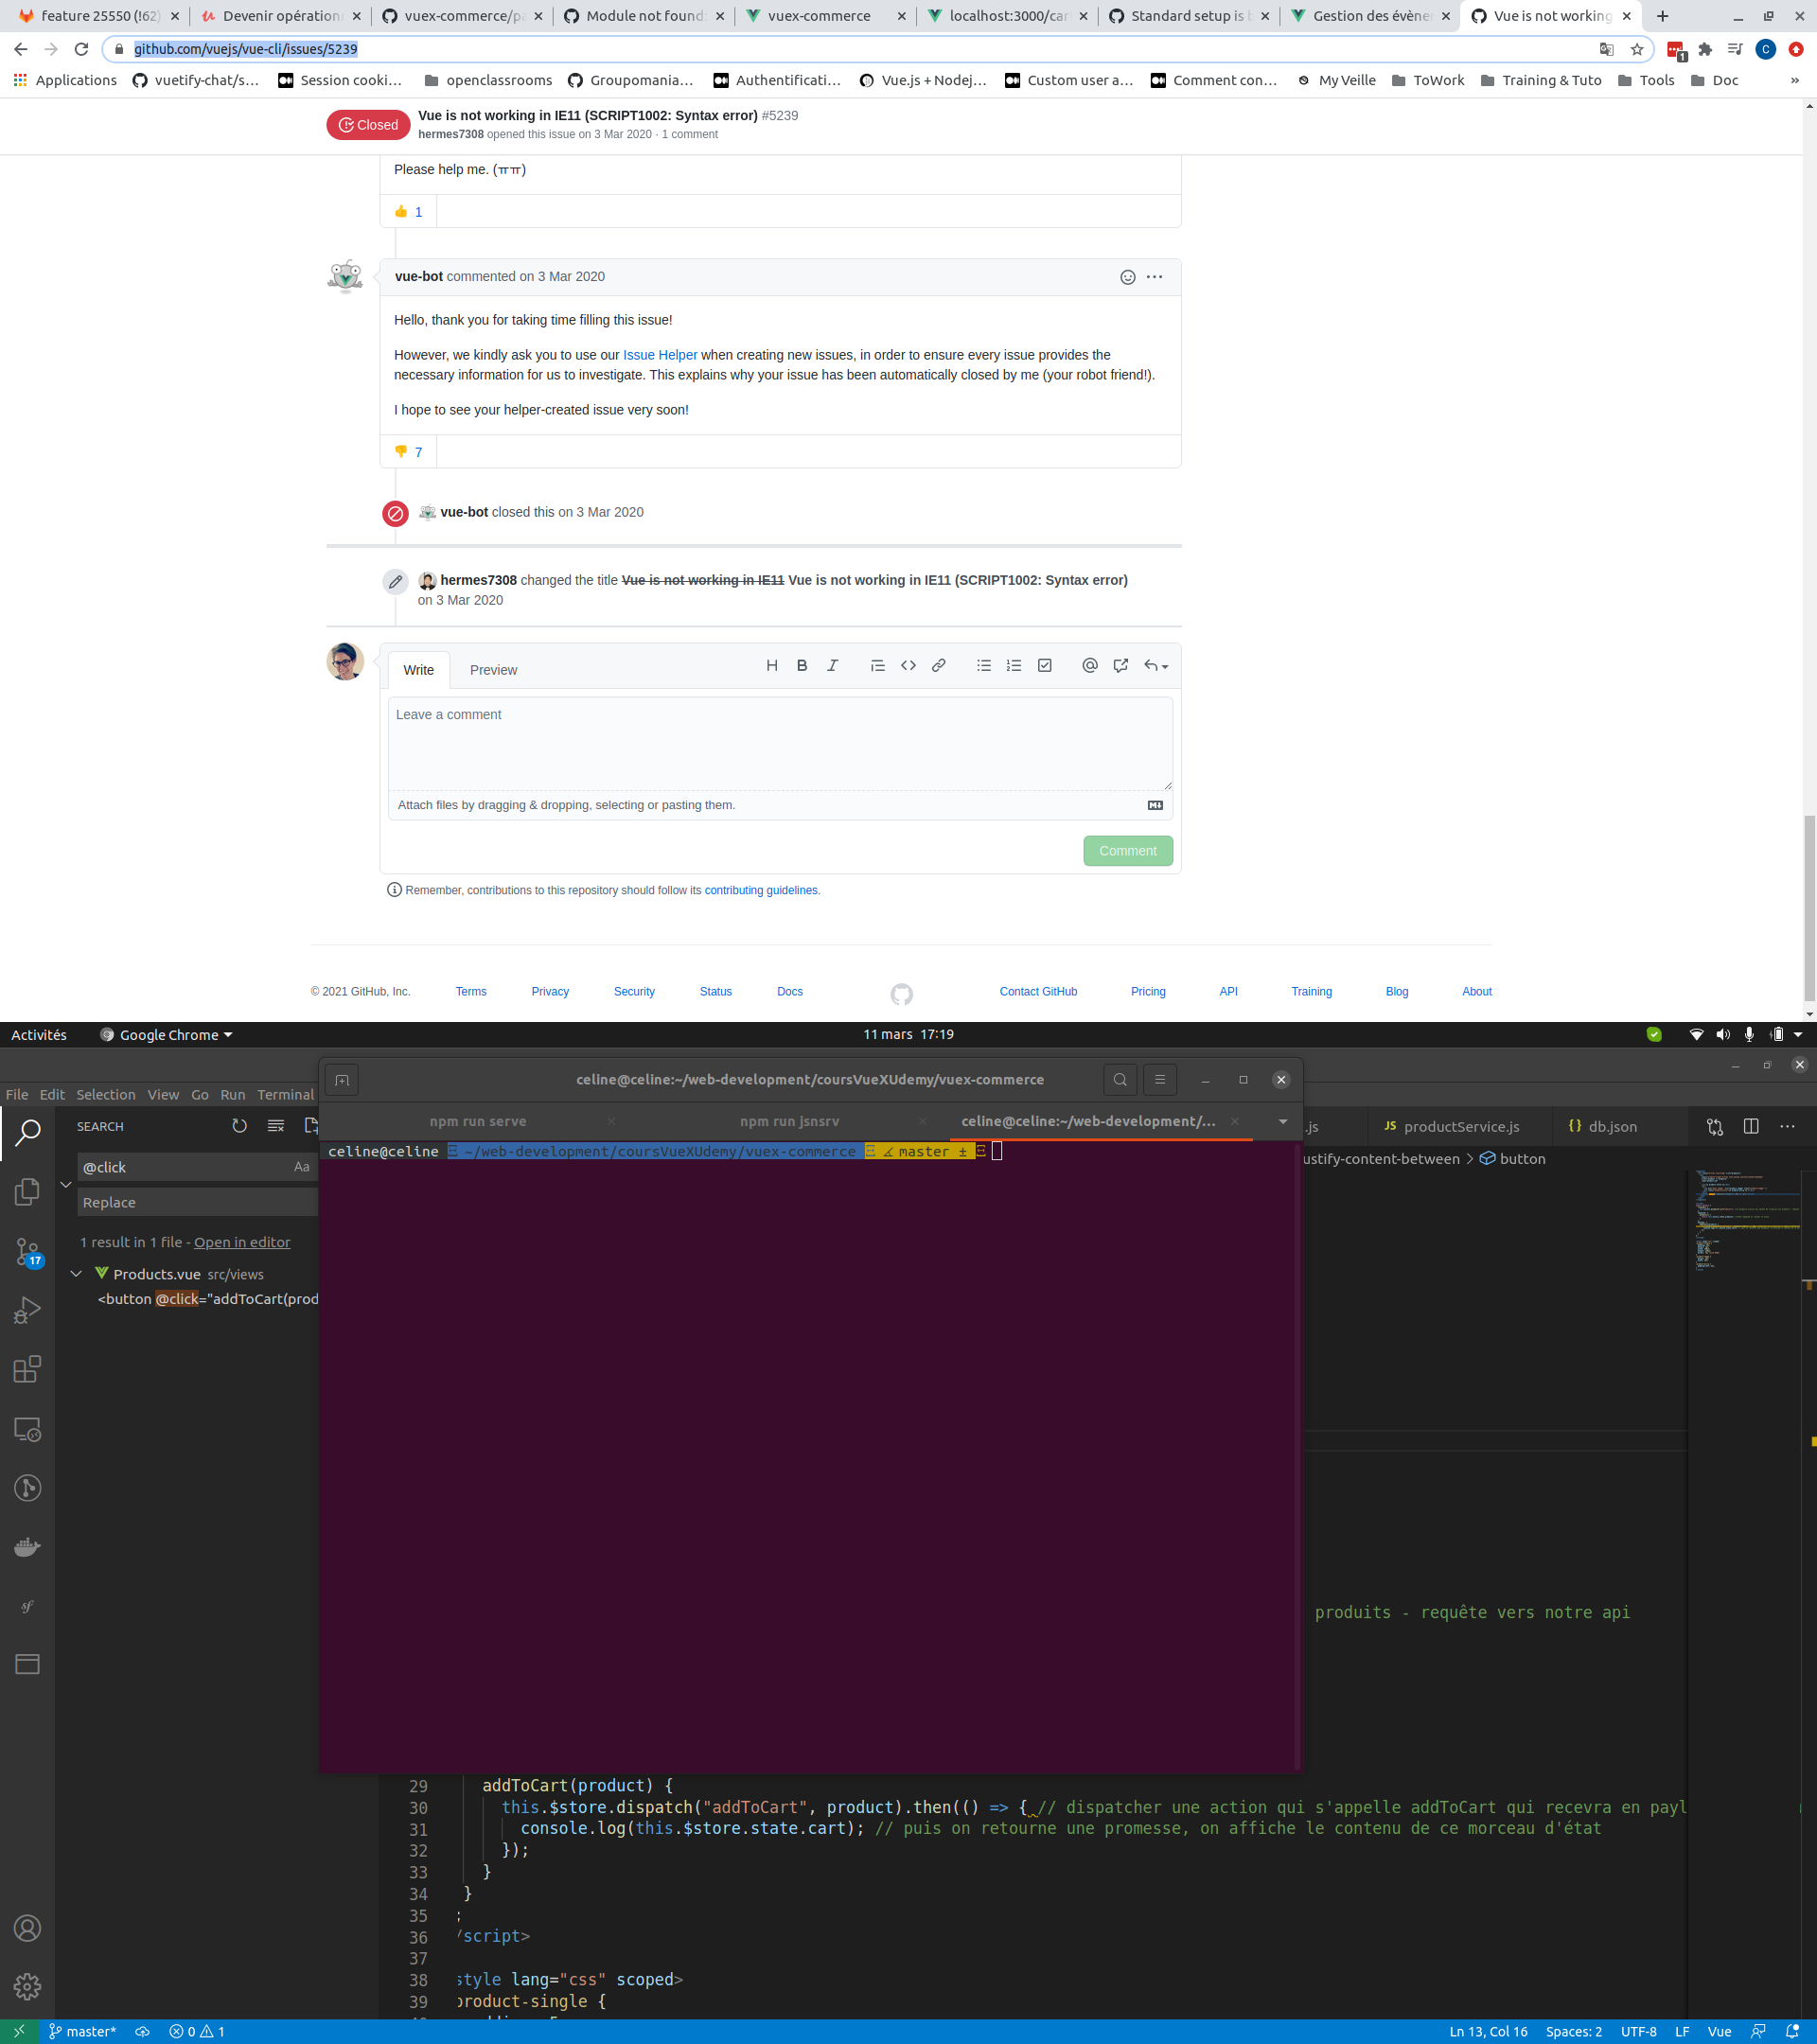 feature 25550 (!62)
Devenir opération
vuex-commerce/pa
Module not found:
vuex-commerce
localhost:3000/car
Standard setup is b
Gestion des évène
Vue is not working
github.com/vuejs/vue-cli/issues/5239
1
C
Applications
vuetify-chat/s...
Session cooki...
openclassrooms
Groupomania...
Authentificati...
Vue.js + Nodej...
Custom user a...
Comment con...
My Veille
ToWork
Training & Tuto
Tools
Doc
»
Closed
Vue is not working in IE11 (SCRIPT1002: Syntax error) #5239
hermes7308 opened this issue on 3 Mar 2020 · 1 comment
Please help me. (ㅠㅠ)
👍 1
vue-bot commented on 3 Mar 2020
Hello, thank you for taking time filling this issue!
However, we kindly ask you to use our Issue Helper when creating new issues, in order to ensure every issue provides the
necessary information for us to investigate. This explains why your issue has been automatically closed by me (your robot friend!).
I hope to see your helper-created issue very soon!
👎 7
vue-bot closed this on 3 Mar 2020
hermes7308 changed the title Vue is not working in IE11 Vue is not working in IE11 (SCRIPT1002: Syntax error)
on 3 Mar 2020
Write
Preview
Leave a comment
Attach files by dragging & dropping, selecting or pasting them.
Comment
Remember, contributions to this repository should follow its contributing guidelines.
© 2021 GitHub, Inc.
Terms
Privacy
Security
Status
Docs
Contact GitHub
Pricing
API
Training
Blog
About
Activités
Google Chrome
11 mars 17:19
celine@celine:~/web-development/coursVueXUdemy/vuex-commerce
File Edit Selection View Go Run Terminal
npm run serve
npm run jsnsrv
celine@celine:~/web-development/...
.js
JS productService.js
{} db.json
SEARCH
celine@celine ~/web-development/coursVueXUdemy/vuex-commerce master ±
ustify-content-between > button
@click
Aa
Replace
1 result in 1 file - Open in editor
17
Products.vue src/views
<button @click="addToCart(prod
produits - requête vers notre api
29 addToCart(product) {
30 this.$store.dispatch("addToCart", product).then(() => { // dispatcher une action qui s'appelle addToCart qui recevra en payl
31 console.log(this.$store.state.cart); // puis on retourne une promesse, on affiche le contenu de ce morceau d'état
32 });
33 }
34 }
35 ;
36 /script>
37
38 style lang="css" scoped>
39 product-single {
master*
0
1
Ln 13, Col 16
Spaces: 2
UTF-8
LF
Vue